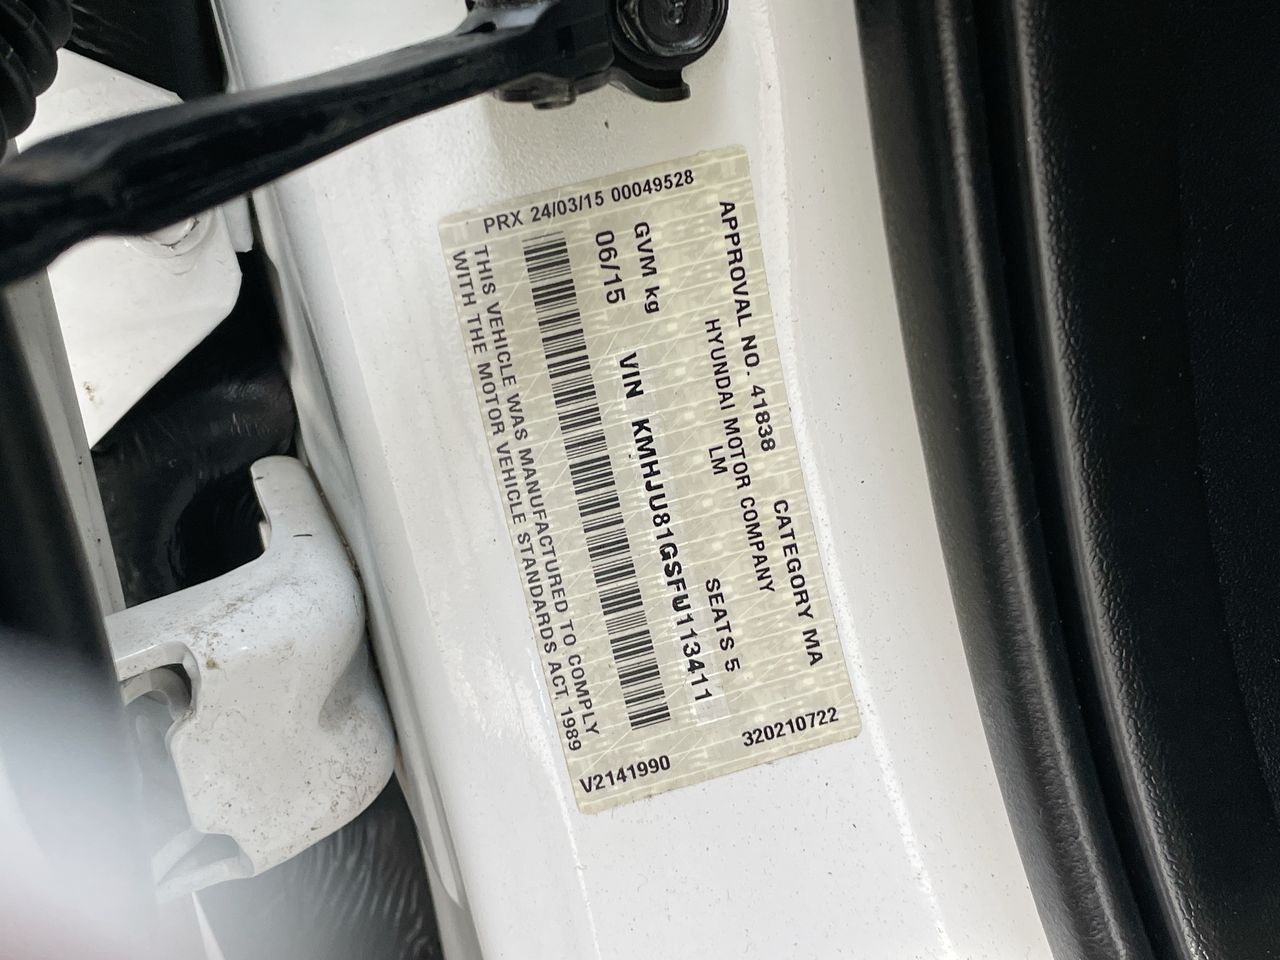 APPROVAL NO. 41838 CATEGORY MA
HYUNDAI MOTOR COMPANY
LM SEATS 5
GVM kg
06/15 VIN KMHJU81GSFU113411
THIS VEHICLE WAS MANUFACTURED TO COMPLY
WITH THE MOTOR VEHICLE STANDARDS ACT, 1989
PRX 24/03/15 00049528
V2141990 320210722